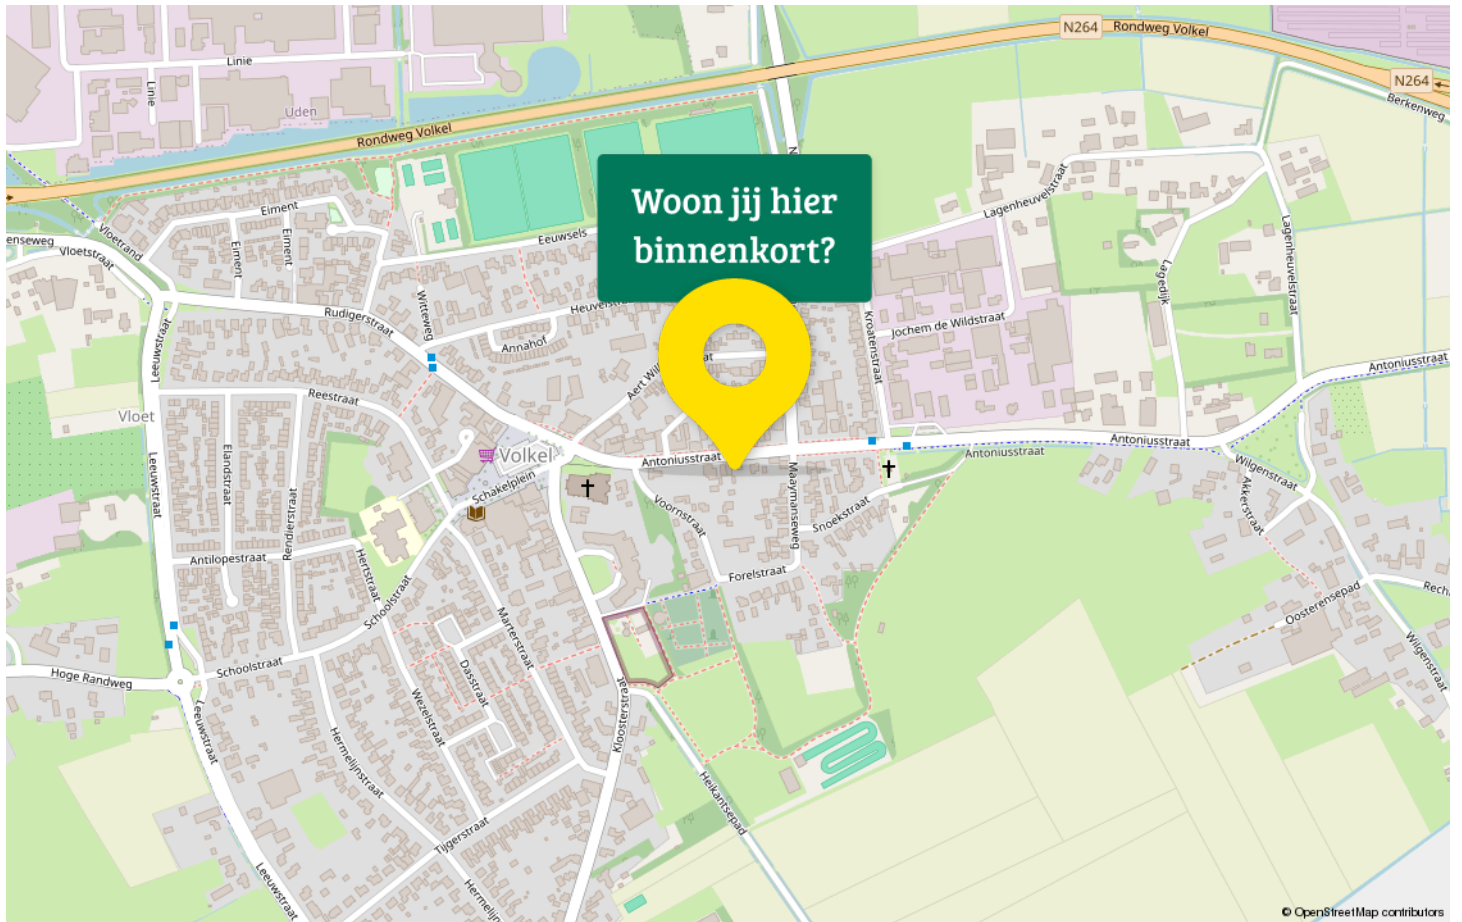 N264
Rondweg Volkel
N264
Berkenweg
Linie
Linie
Uden
Rondweg Volkel
Woon jij hier
binnenkort?
Lagenheuvelstraat
Lagenheuvelstraat
Eiment
Eiment
Eiment
Vloetrand
Vloetstraat
Eeuwsels
Witteweg
Rudigerstraat
Annahof
Leeuwstraat
Lagedijk
Kroatenstraat
Jochem de Wildstraat
Antoniusstraat
Reestraat
Vloet
Volkel
Antoniusstraat
Antoniusstraat
Antoniusstraat
Wilgenstraat
Akkerstraat
Elandstraat
Leeuwstraat
Rendierstraat
Schakelplein
Voornstraat
Maaymanseweg
Snoekstraat
Antilopestraat
Hertstraat
Schoolstraat
Forelstraat
Oosterensepad
Marterstraat
Wilgenstraat
Schoolstraat
Hoge Randweg
Dasstraat
Wezelstraat
Leeuwstraat
Hermelijnstraat
Kloosterstraat
Heikantsepad
Tijgerstraat
Leeuwstraat
© OpenStreetMap contributors